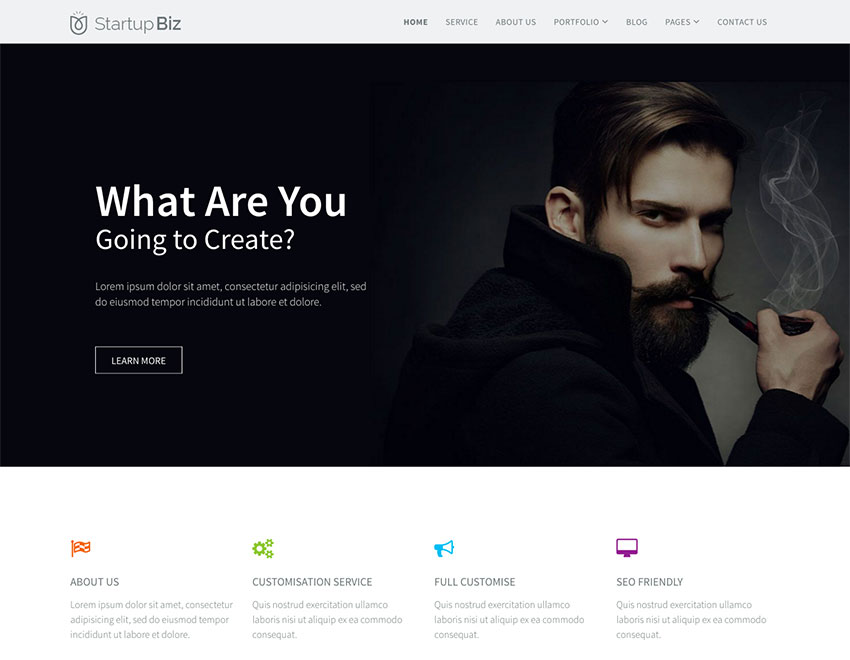 Startup Biz
HOME SERVICE ABOUT US PORTFOLIO BLOG PAGES CONTACT US
What Are You
Going to Create?
Lorem ipsum dolor sit amet, consectetur adipisicing elit, sed
do eiusmod tempor incididunt ut labore et dolore.
LEARN MORE
ABOUT US
Lorem ipsum dolor sit amet, consectetur
adipisicing elit, sed do eiusmod tempor
incididunt ut labore et dolore.
CUSTOMISATION SERVICE
Quis nostrud exercitation ullamco
laboris nisi ut aliquip ex ea commodo
consequat.
FULL CUSTOMISE
Quis nostrud exercitation ullamco
laboris nisi ut aliquip ex ea commodo
consequat.
SEO FRIENDLY
Quis nostrud exercitation ullamco
laboris nisi ut aliquip ex ea commodo
consequat.